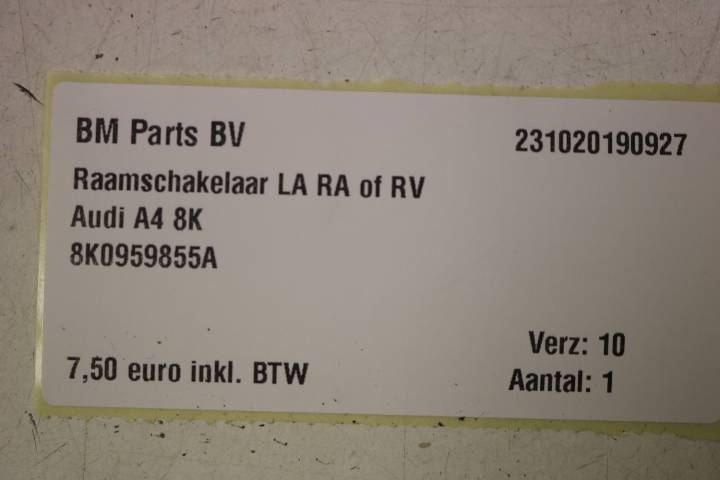 BM Parts BV 231020190927
Raamschakelaar LA RA of RV
Audi A4 8K
8K0959855A
Verz: 10
7,50 euro inkl. BTW Aantal: 1